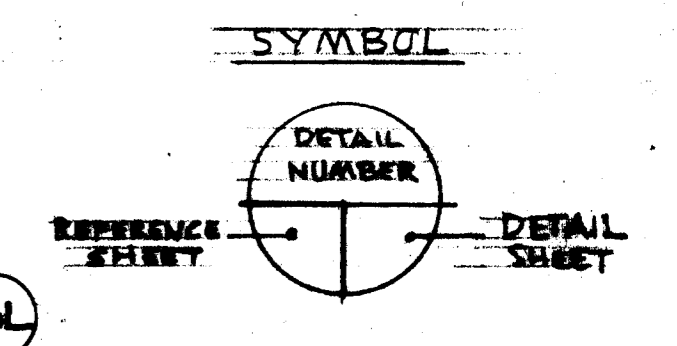 SYMBOL
DETAIL
NUMBER
REFERENCE
SHEET
DETAIL
SHEET